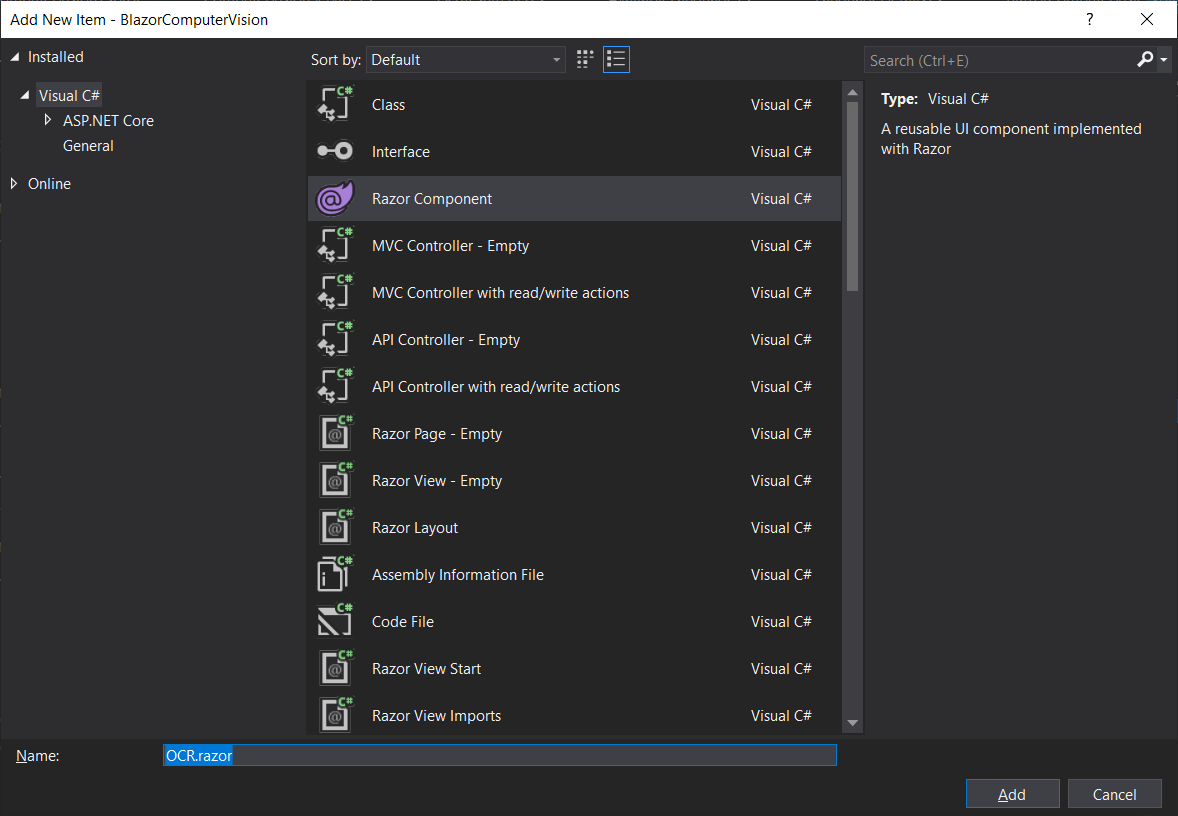 Add New Item - BlazorComputerVision
?
Installed
Sort by: Default
Search (Ctrl+E)
Visual C#
ASP.NET Core
General
Online
C# Class Visual C#
Interface Visual C#
@ Razor Component Visual C#
C# MVC Controller - Empty Visual C#
C# MVC Controller with read/write actions Visual C#
C# API Controller - Empty Visual C#
C# API Controller with read/write actions Visual C#
C# @ Razor Page - Empty Visual C#
C# @ Razor View - Empty Visual C#
C# @ Razor Layout Visual C#
C# i Assembly Information File Visual C#
C# Code File Visual C#
C# @ Razor View Start Visual C#
C# @ Razor View Imports Visual C#
Type: Visual C#
A reusable UI component implemented
with Razor
Name: OCR.razor
Add Cancel